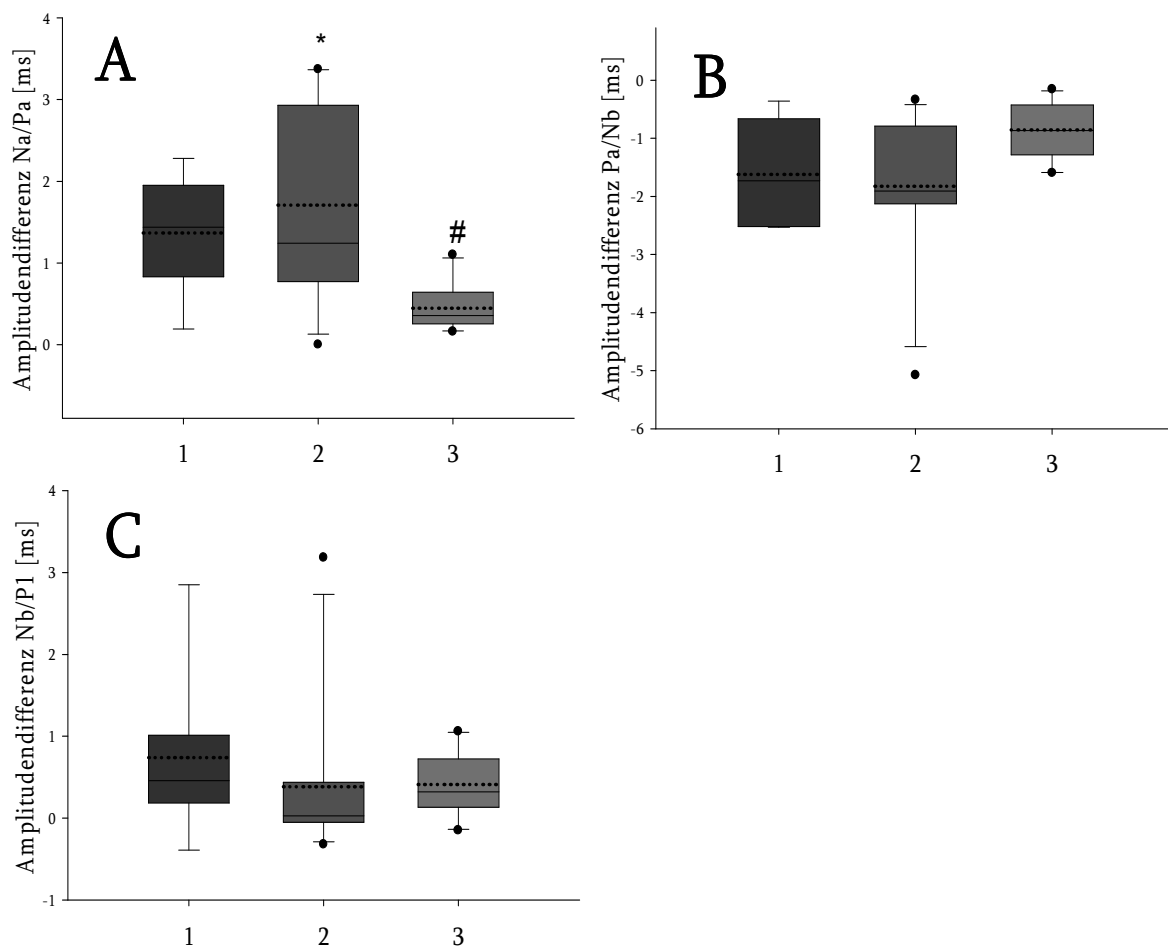 A
Amplitudendifferenz Na/Pa [ms]
4
3
2
1
0
*
#
1 2 3
B
Amplitudendifferenz Pa/Nb [ms]
0
-1
-2
-3
-4
-5
-6
1 2 3
C
Amplitudendifferenz Nb/P1 [ms]
4
3
2
1
0
-1
1 2 3